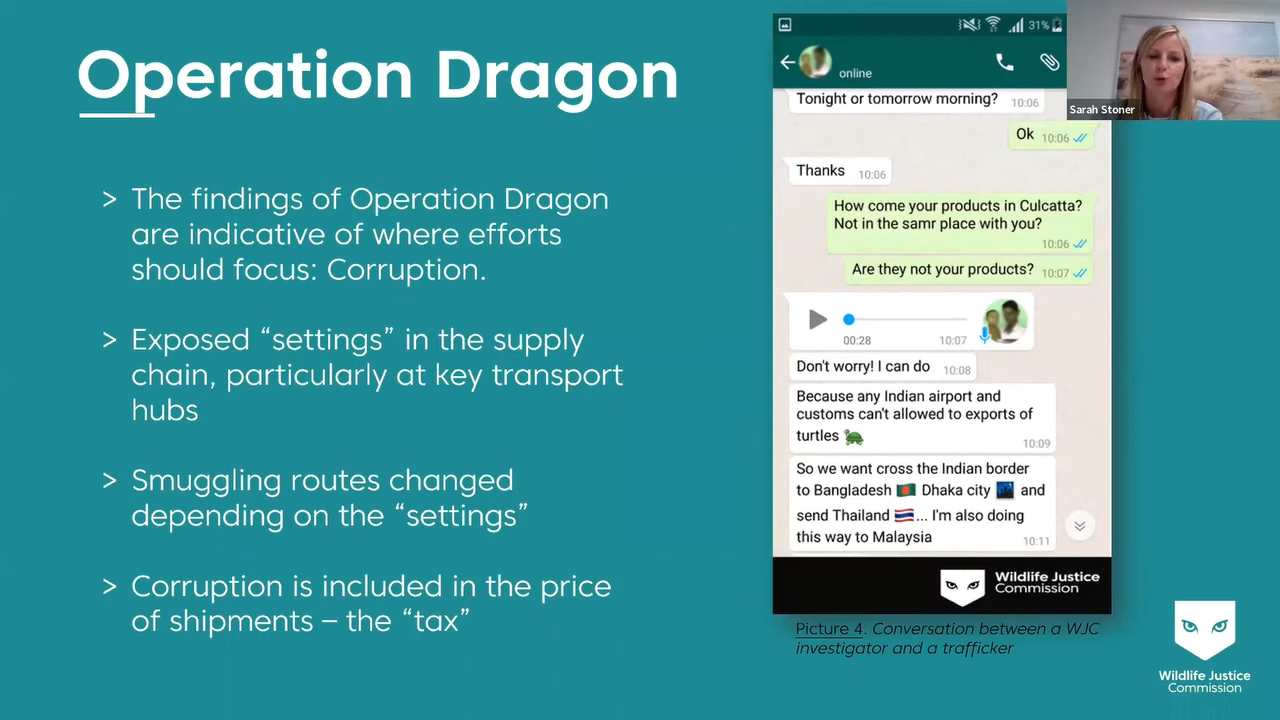 Operation Dragon
> The findings of Operation Dragon
are indicative of where efforts
should focus: Corruption.
> Exposed “settings” in the supply
chain, particularly at key transport
hubs
> Smuggling routes changed
depending on the “settings”
> Corruption is included in the price
of shipments – the “tax”
31%
online
Tonight or tomorrow morning? 10:06
Ok 10:06
Thanks 10:06
How come your products in Culcatta?
Not in the samr place with you?
10:06
Are they not your products? 10:07
00:28 10:07
Don't worry! I can do 10:08
Because any Indian airport and
customs can't allowed to exports of
turtles 🐢
10:09
So we want cross the Indian border
to Bangladesh 🇧🇩 Dhaka city 🌃 and
send Thailand 🇹🇭... I'm also doing
this way to Malaysia
10:11
Wildlife Justice
Commission
Picture 4. Conversation between a WJC
investigator and a trafficker
Sarah Stoner
Wildlife Justice
Commission